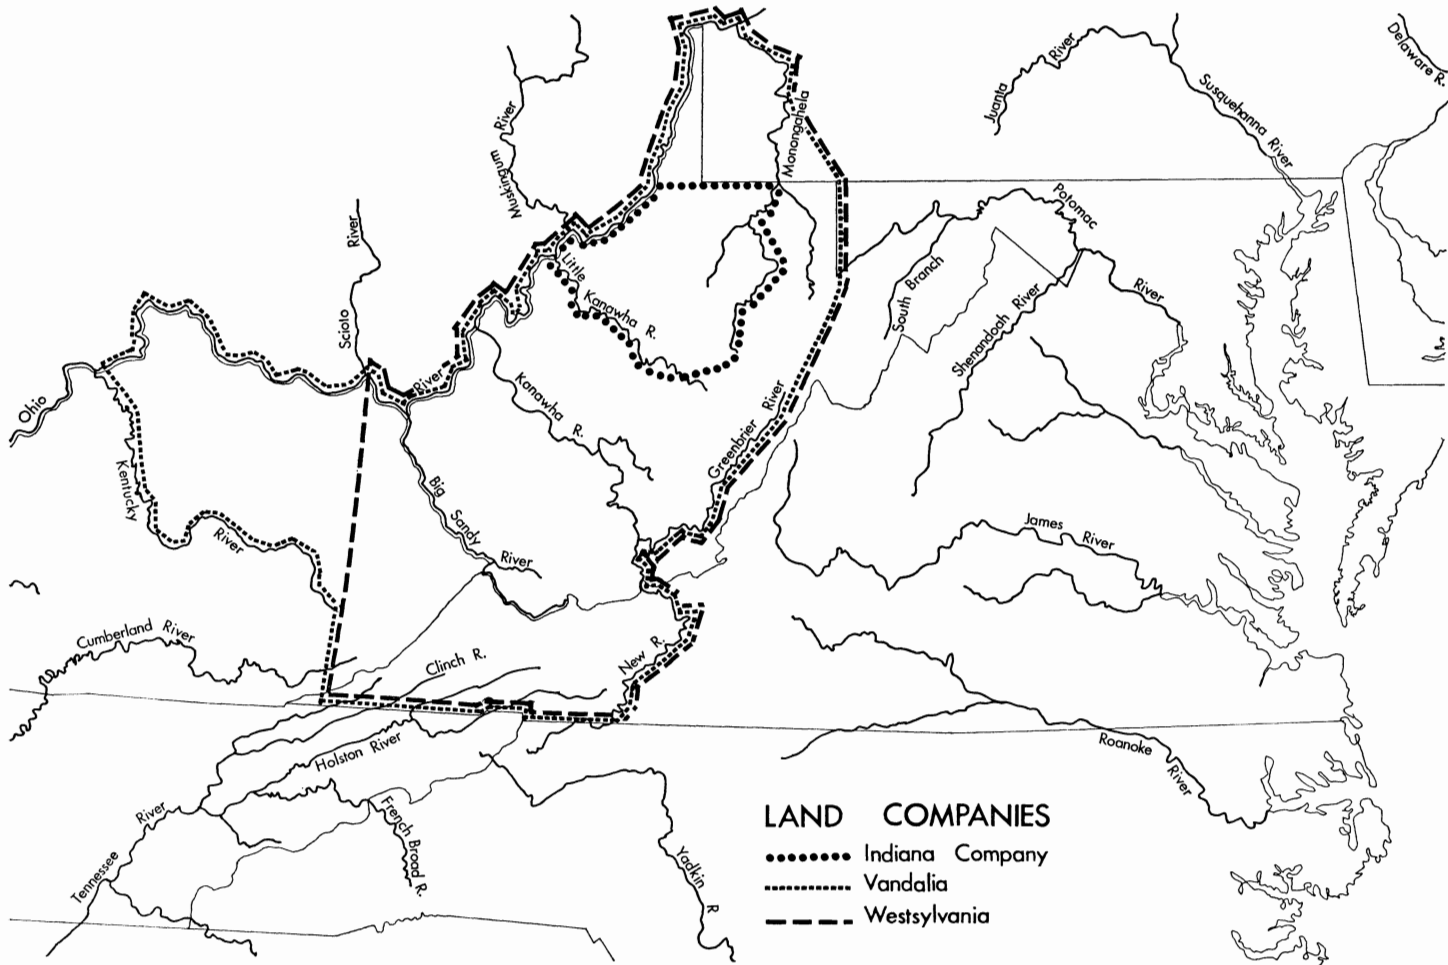 Delaware R.
Juanta River
Susquehanna River
Muskingum River
Monongahela
Potomac
River
Scioto River
Little
Kanawha R.
South Branch
Shenandoah River
Ohio
River
Kanawha R.
Greenbrier River
Kentucky
River
Big
Sandy
River
James River
Cumberland River
Clinch R.
New R.
Holston River
Roanoke
River
Tennessee
River
French Broad R.
Yadkin R
LAND COMPANIES
Indiana Company
Vandalia
Westsylvania